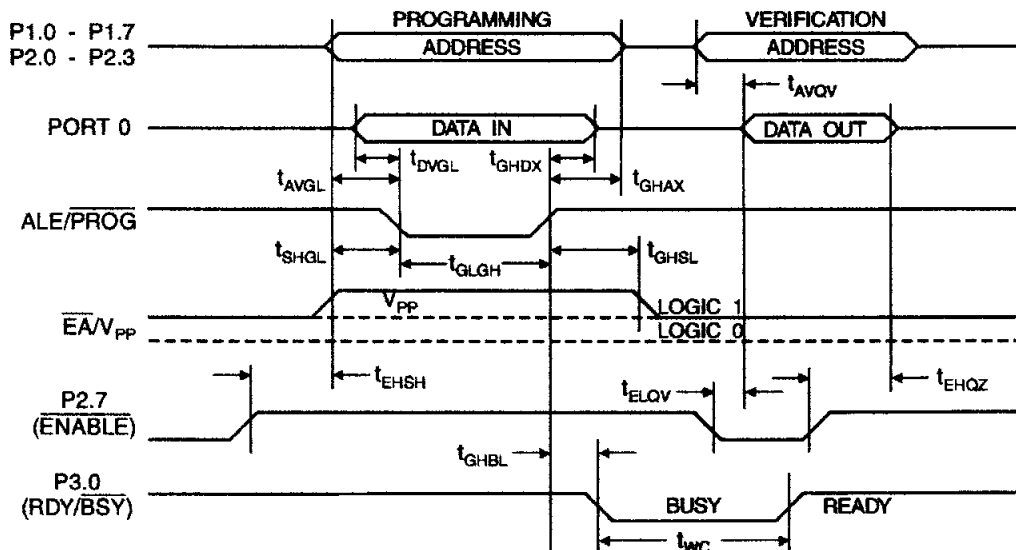 PROGRAMMING VERIFICATION
P1.0 - P1.7
P2.0 - P2.3
ADDRESS ADDRESS
tAVQV
PORT 0 DATA IN DATA OUT
tDVGL tGHDX
tAVGL tGHAX
ALE/PROG
tSHGL tGLGH tGHSL
VPP LOGIC 1
EA/VPP LOGIC 0
tEHSH tELQV tEHQZ
P2.7
(ENABLE)
tGHBL
P3.0
(RDY/BSY) BUSY READY
tWC